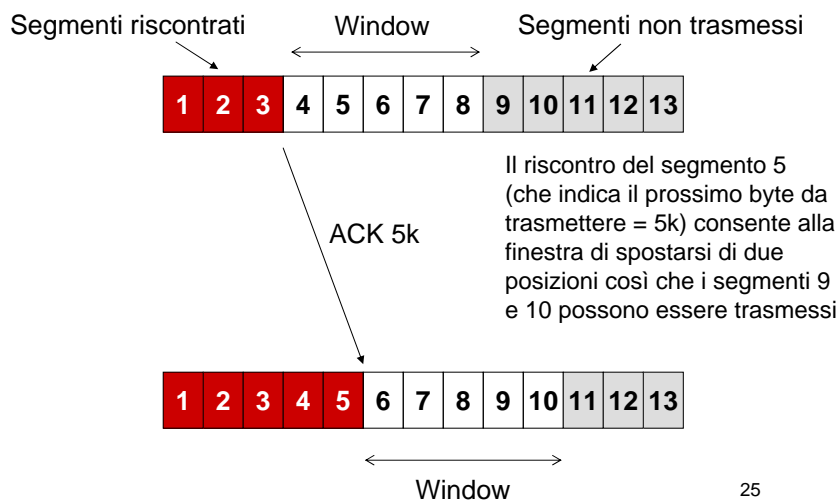 Segmenti riscontrati
Window
Segmenti non trasmessi
1 2 3 4 5 6 7 8 9 10 11 12 13
Il riscontro del segmento 5
(che indica il prossimo byte da
trasmettere = 5k) consente alla
finestra di spostarsi di due
posizioni così che i segmenti 9
e 10 possono essere trasmessi
ACK 5k
1 2 3 4 5 6 7 8 9 10 11 12 13
Window
25